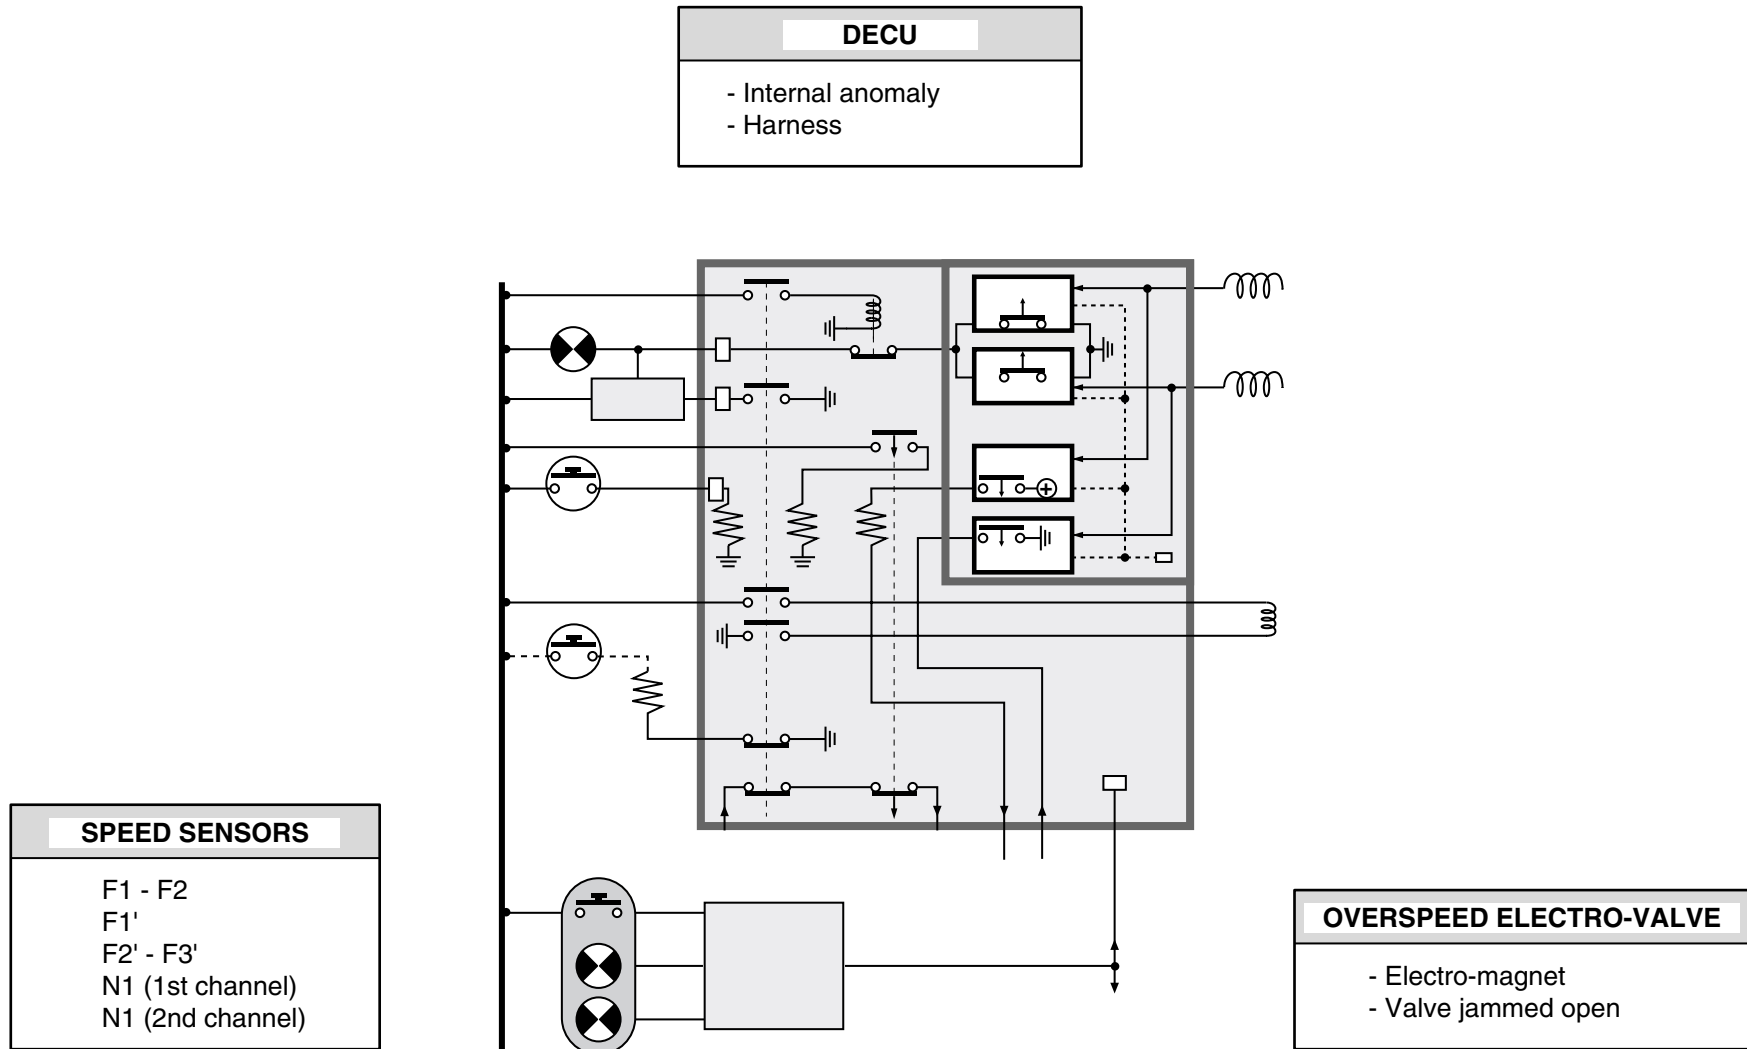 DECU
- Internal anomaly
- Harness
SPEED SENSORS
F1 - F2
F1'
F2' - F3'
N1 (1st channel)
N1 (2nd channel)
OVERSPEED ELECTRO-VALVE
- Electro-magnet
- Valve jammed open